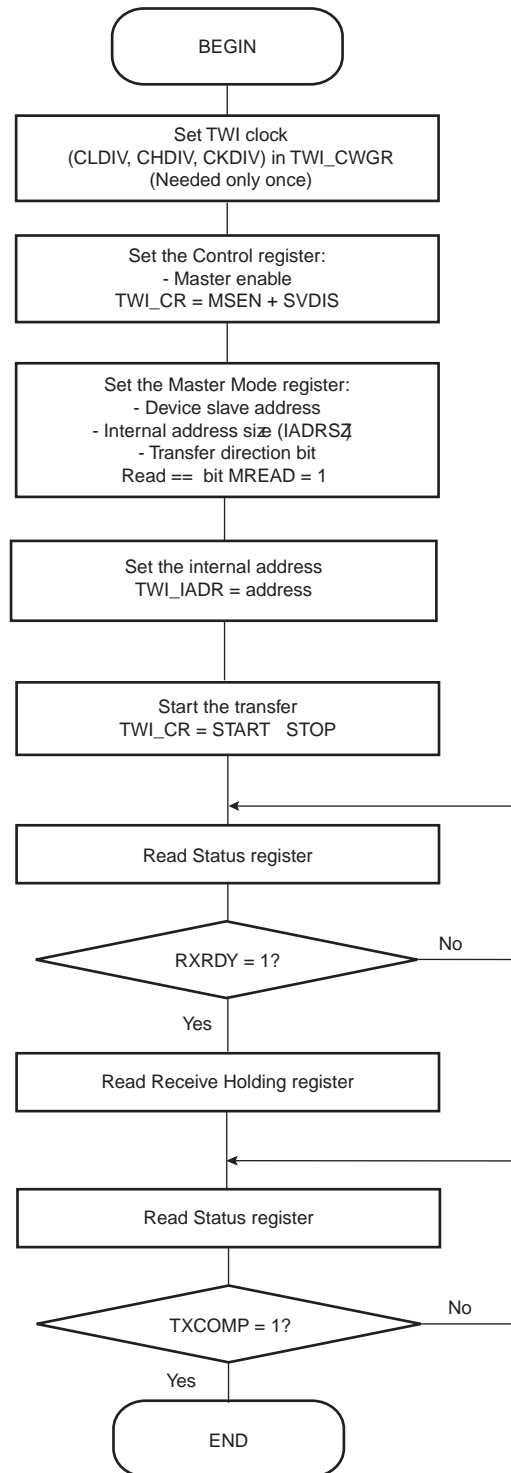 BEGIN
Set TWI clock
(CLDIV, CHDIV, CKDIV) in TWI_CWGR
(Needed only once)
Set the Control register:
- Master enable
TWI_CR = MSEN + SVDIS
Set the Master Mode register:
- Device slave address
- Internal address size (IADRSZ)
- Transfer direction bit
Read == bit MREAD = 1
Set the internal address
TWI_IADR = address
Start the transfer
TWI_CR = START STOP
Read Status register
RXRDY = 1?
No
Yes
Read Receive Holding register
Read Status register
TXCOMP = 1?
No
Yes
END